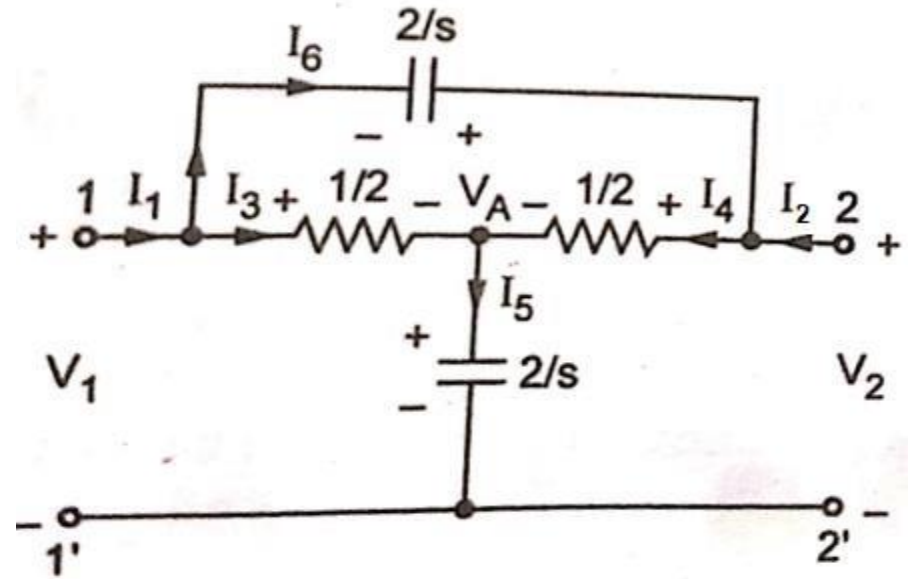 2/s
I6
− +
1 I1 I3 + 1/2 − VA − 1/2 + I4 I2 2
+ +
I5
+
2/s
−
V1 V2
− −
1' 2'